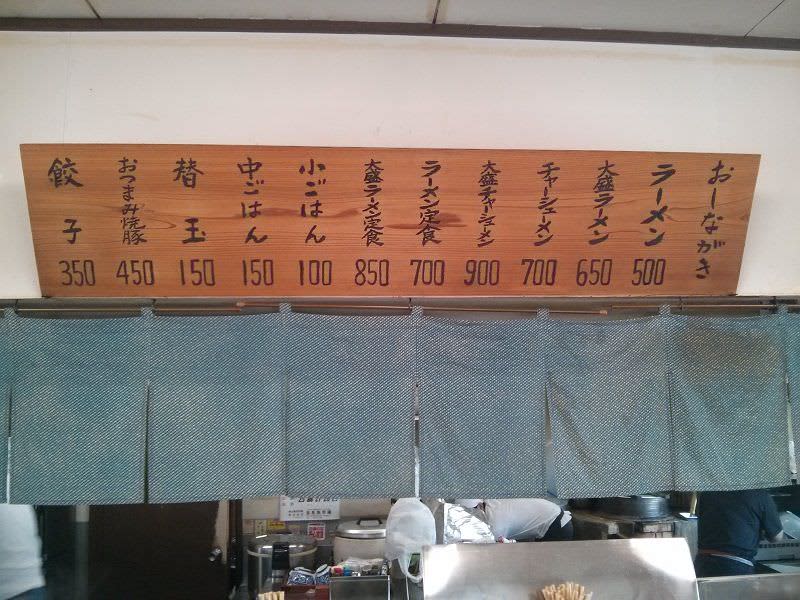 おしながき
ラーメン 500
大盛ラーメン 650
チャーシューメン 700
大盛チャーシューメン 900
ラーメン定食 700
大盛ラーメン定食 850
小ごはん 100
中ごはん 150
替玉 150
おつまみ焼豚 450
餃子 350